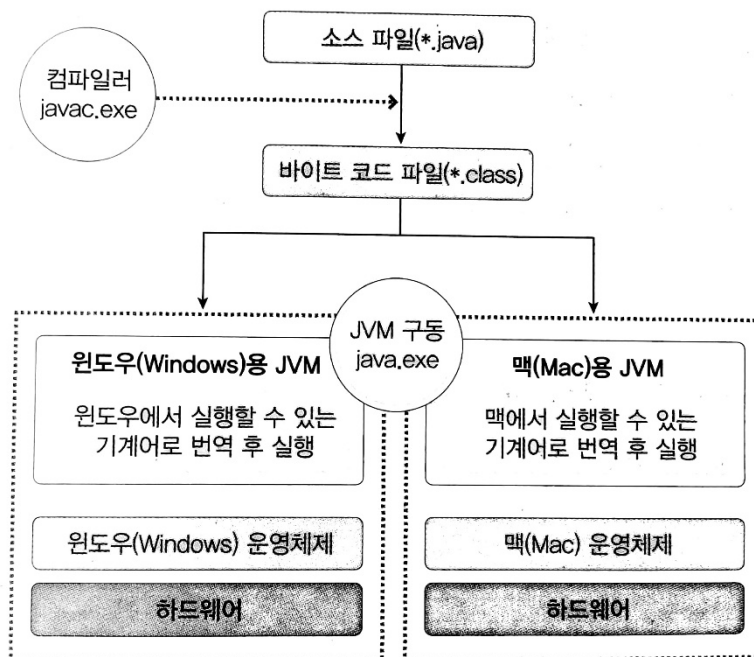 소스 파일(*.java)
컴파일러
javac.exe
바이트 코드 파일(*.class)
JVM 구동
java.exe
윈도우(Windows)용 JVM
윈도우에서 실행할 수 있는
기계어로 번역 후 실행
윈도우(Windows) 운영체제
하드웨어
맥(Mac)용 JVM
맥에서 실행할 수 있는
기계어로 번역 후 실행
맥(Mac) 운영체제
하드웨어